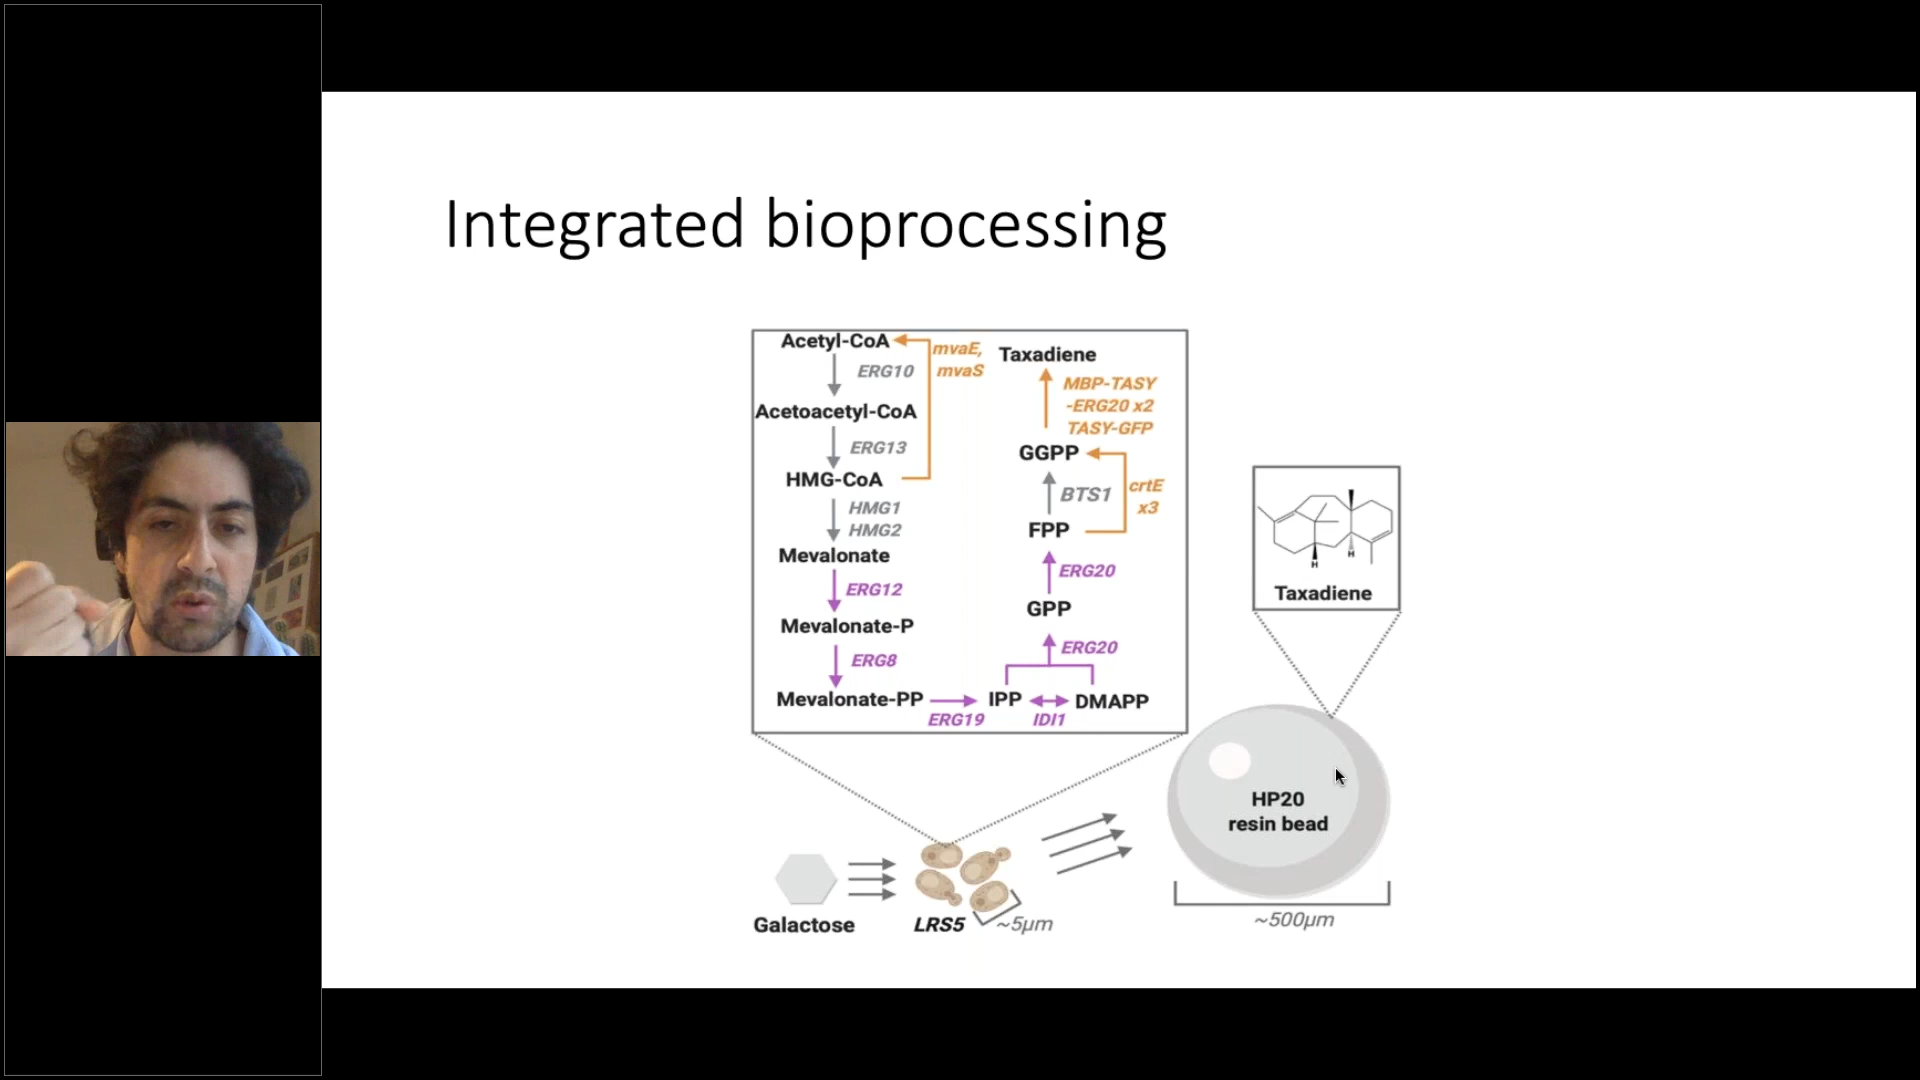 Integrated bioprocessing
Acetyl-CoA
ERG10
Acetoacetyl-CoA
ERG13
HMG-CoA
HMG1
HMG2
Mevalonate
ERG12
Mevalonate-P
ERG8
Mevalonate-PP
ERG19
IPP
IDI1
DMAPP
mvaE,
mvaS
Taxadiene
MBP-TASY
-ERG20 x2
TASY-GFP
GGPP
BTS1
crtE
x3
FPP
ERG20
GPP
ERG20
H
H
Taxadiene
HP20
resin bead
~500µm
Galactose
LRS5
~5µm